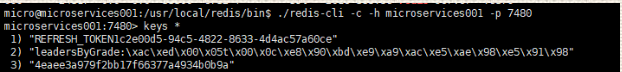 micro@microservices001:/usr/local/redis/bin$ ./redis-cli -c -h microservices001 -p 7480
microservices001:7480> keys *
1) "REFRESH_TOKEN1c2e00d5-94c5-4822-8633-4d4ac57a60ce"
2) "leadersByGrade:\xac\xed\x00\x05t\x00\x0c\xe8\x90\xbd\xe9\xa9\xac\xe5\xae\x98\xe5\x91\x98"
3) "4eaee3a979f2bb17f66377a4934b0b9a"